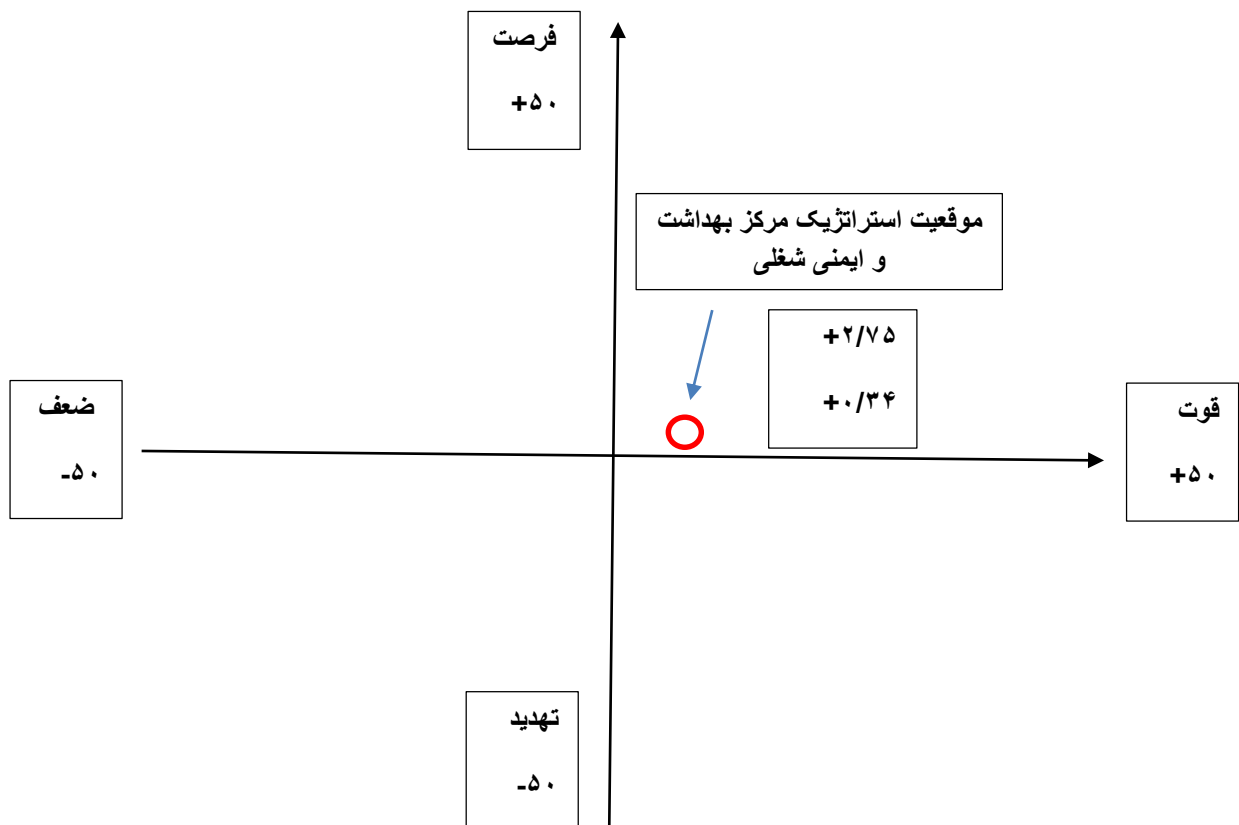 فرصت
+۵۰
موقعیت استراتژیک مرکز بهداشت
و ایمنی شغلی
+۲/۷۵
+۰/۳۴
ضعف
-۵۰
قوت
+۵۰
تهدید
-۵۰